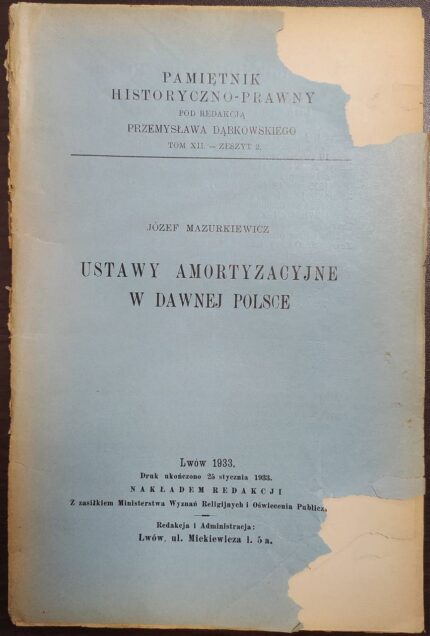 PAMIĘTNIK
HISTORYCZNO-PRAWNY
POD REDAKCJĄ
PRZEMYSŁAWA DĄBKOWSKIEGO
TOM XII. — ZESZYT 2.
JÓZEF MAZURKIEWICZ
USTAWY AMORTYZACYJNE
W DAWNEJ POLSCE
Lwów 1933.
Druk ukończono 25 stycznia 1933.
NAKŁADEM REDAKCJI
Z zasiłkiem Ministerstwa Wyznań Religijnych i Oświecenia Publicz.
Redakcja i Administracja:
Lwów, ul. Mickiewicza l. 5 a.